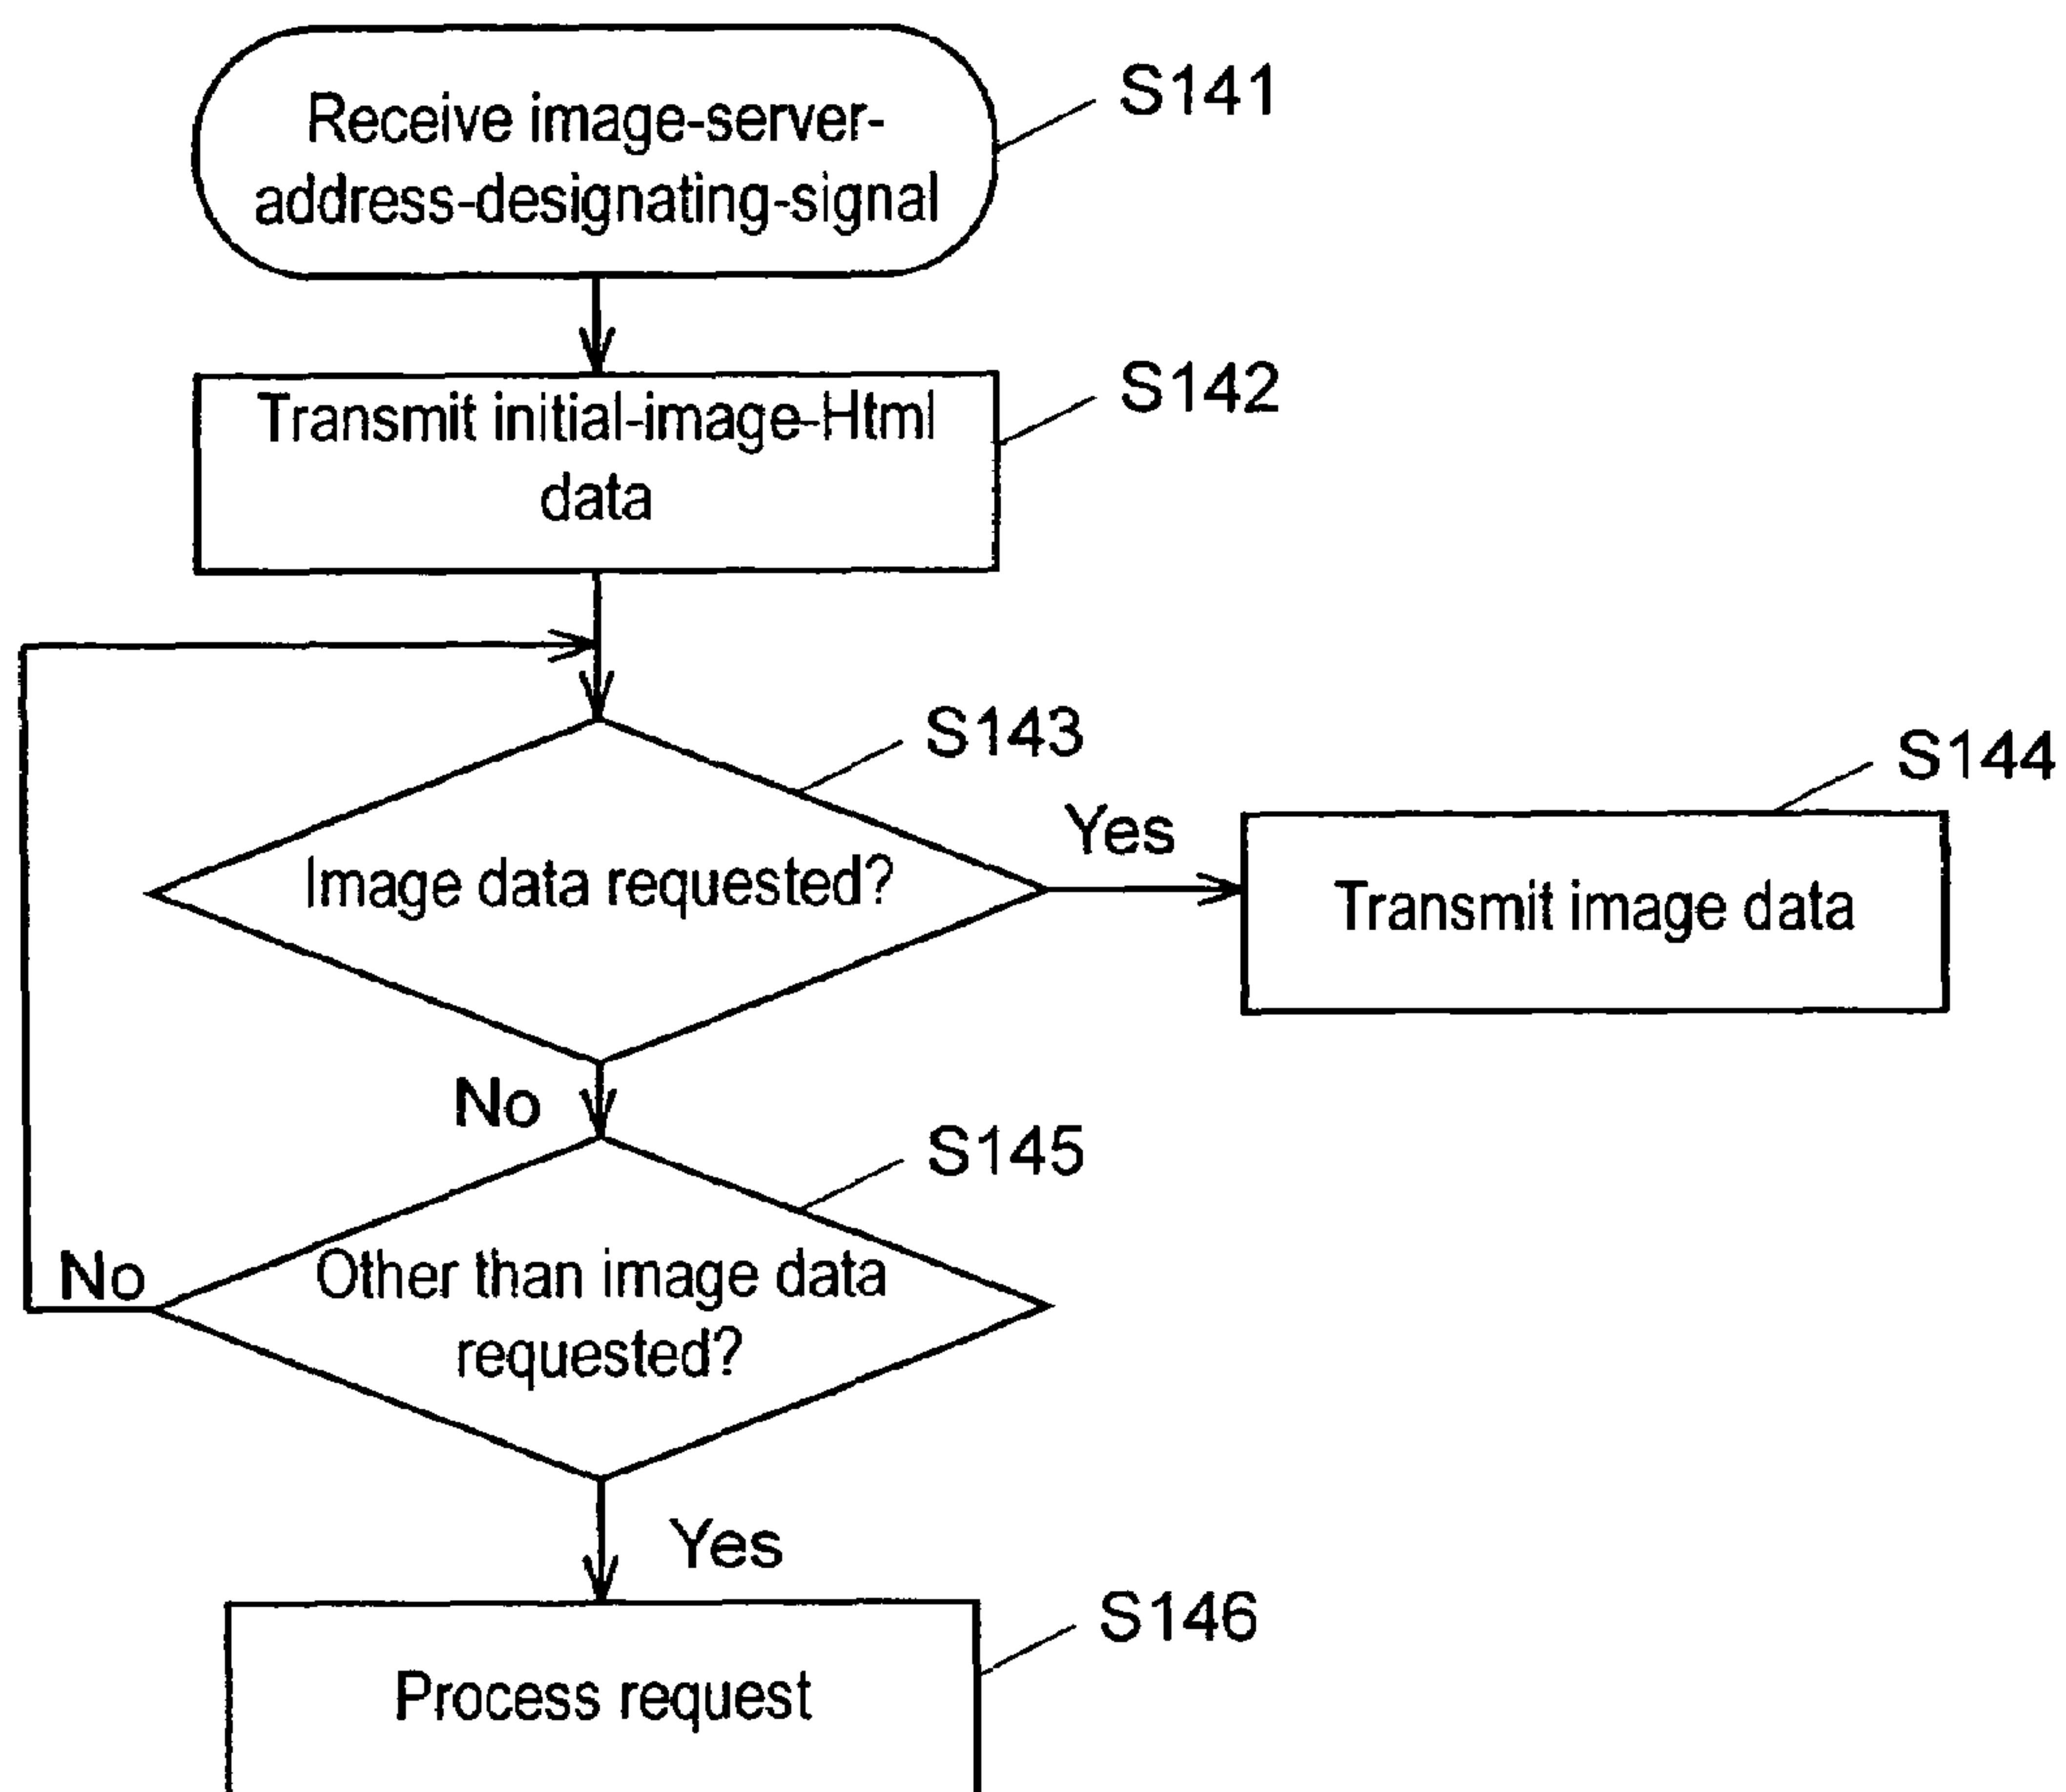 Receive image-server-
address-designating-signal
S141
Transmit initial-image-Html
data
S142
Image data requested?
S143
Yes
Transmit image data
S144
No
Other than image data
requested?
S145
No
Yes
Process request
S146